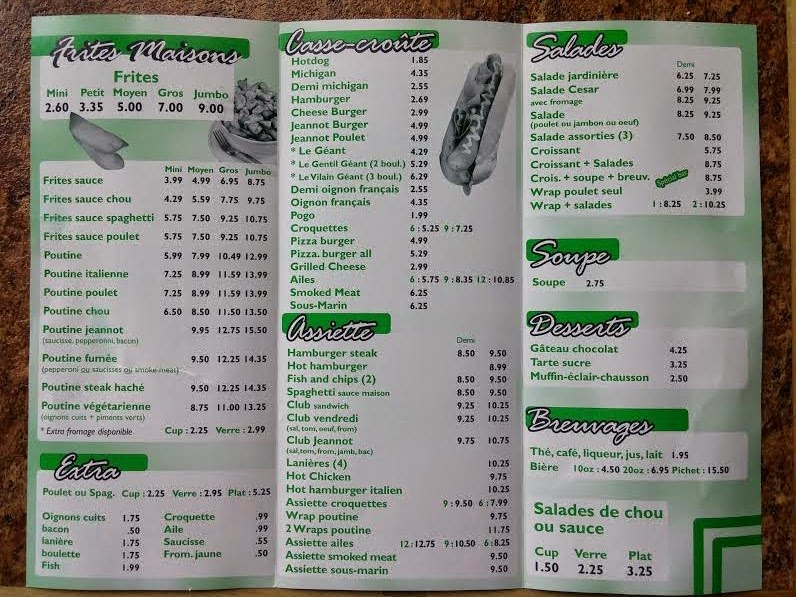 Frites Maisons
Frites
Mini Petit Moyen Gros Jumbo
2.60 3.35 5.00 7.00 9.00
Mini Moyen Gros Jumbo
Frites sauce 3.99 4.99 6.95 8.75
Frites sauce chou 4.29 5.59 7.75 9.75
Frites sauce spaghetti 5.75 7.50 9.25 10.75
Frites sauce poulet 5.75 7.50 9.25 10.75
Poutine 5.99 7.99 10.49 12.99
Poutine italienne 7.25 8.99 11.59 13.99
Poutine poulet 7.25 8.99 11.59 13.99
Poutine chou 6.50 8.50 11.50 13.50
Poutine jeannot 9.95 12.75 15.50
(saucisse, pepperoni, bacon)
Poutine fumée 9.50 12.25 14.35
(pepperoni ou saucisses ou smoke meat)
Poutine steak haché 9.50 12.25 14.35
Poutine végétarienne 8.75 11.00 13.25
(oignons cuits + piments verts)
* Extra fromage disponible Cup : 2.25 Verre : 2.99
Extra
Poulet ou Spag. Cup : 2.25 Verre : 2.95 Plat : 5.25
Oignons cuits 1.75 Croquette .99
bacon .50 Aile .99
lanière 1.75 Saucisse .55
boulette 1.75 From. jaune .50
Fish 1.99
Casse-croûte
Hotdog 1.85
Michigan 4.35
Demi michigan 2.55
Hamburger 2.69
Cheese Burger 2.99
Jeannot Burger 4.99
Jeannot Poulet 4.99
* Le Géant 4.29
* Le Gentil Géant (2 boul.) 5.29
* Le Vilain Géant (3 boul.) 6.29
Demi oignon français 2.55
Oignon français 4.35
Pogo 1.99
Croquettes 6 : 5.25 9 : 7.25
Pizza burger 4.99
Pizza. burger all 5.29
Grilled Cheese 2.99
Ailes 6 : 5.75 9 : 8.35 12 : 10.85
Smoked Meat 6.25
Sous-Marin 6.25
Assiette
Demi
Hamburger steak 8.50 9.50
Hot hamburger 8.99
Fish and chips (2) 8.50 9.50
Spaghetti sauce maison 8.50 9.50
Club sandwich 9.25 10.25
Club vendredi 9.25 10.25
(sal, tom, oeuf, from)
Club Jeannot 9.75 10.75
(sal,tom, from, jamb, bac)
Lanières (4) 10.25
Hot Chicken 9.75
Hot hamburger italien 10.25
Assiette croquettes 9 : 9.50 6 : 7.99
Wrap poutine 9.75
2 Wraps poutine 11.75
Assiette ailes 12 : 12.75 9 : 10.50 6 : 8.25
Assiette smoked meat 9.50
Assiette sous-marin 9.50
Salades
Demi
Salade jardinière 6.25 7.25
Salade Cesar 6.99 7.99
avec fromage 8.25 9.25
Salade 8.25 9.25
(poulet ou jambon ou oeuf)
Salade assorties (3) 7.50 8.50
Croissant 5.75
Croissant + Salades 8.75
Crois. + soupe + breuv. Spécial bar 8.75
Wrap poulet seul 3.99
Wrap + salades 1 : 8.25 2 : 10.25
Soupe
Soupe 2.75
Desserts
Gâteau chocolat 4.25
Tarte sucre 3.25
Muffin-éclair-chausson 2.50
Breuvages
Thé, café, liqueur, jus, lait 1.95
Bière 10oz : 4.50 20oz : 6.95 Pichet : 15.50
Salades de chou
ou sauce
Cup Verre Plat
1.50 2.25 3.25